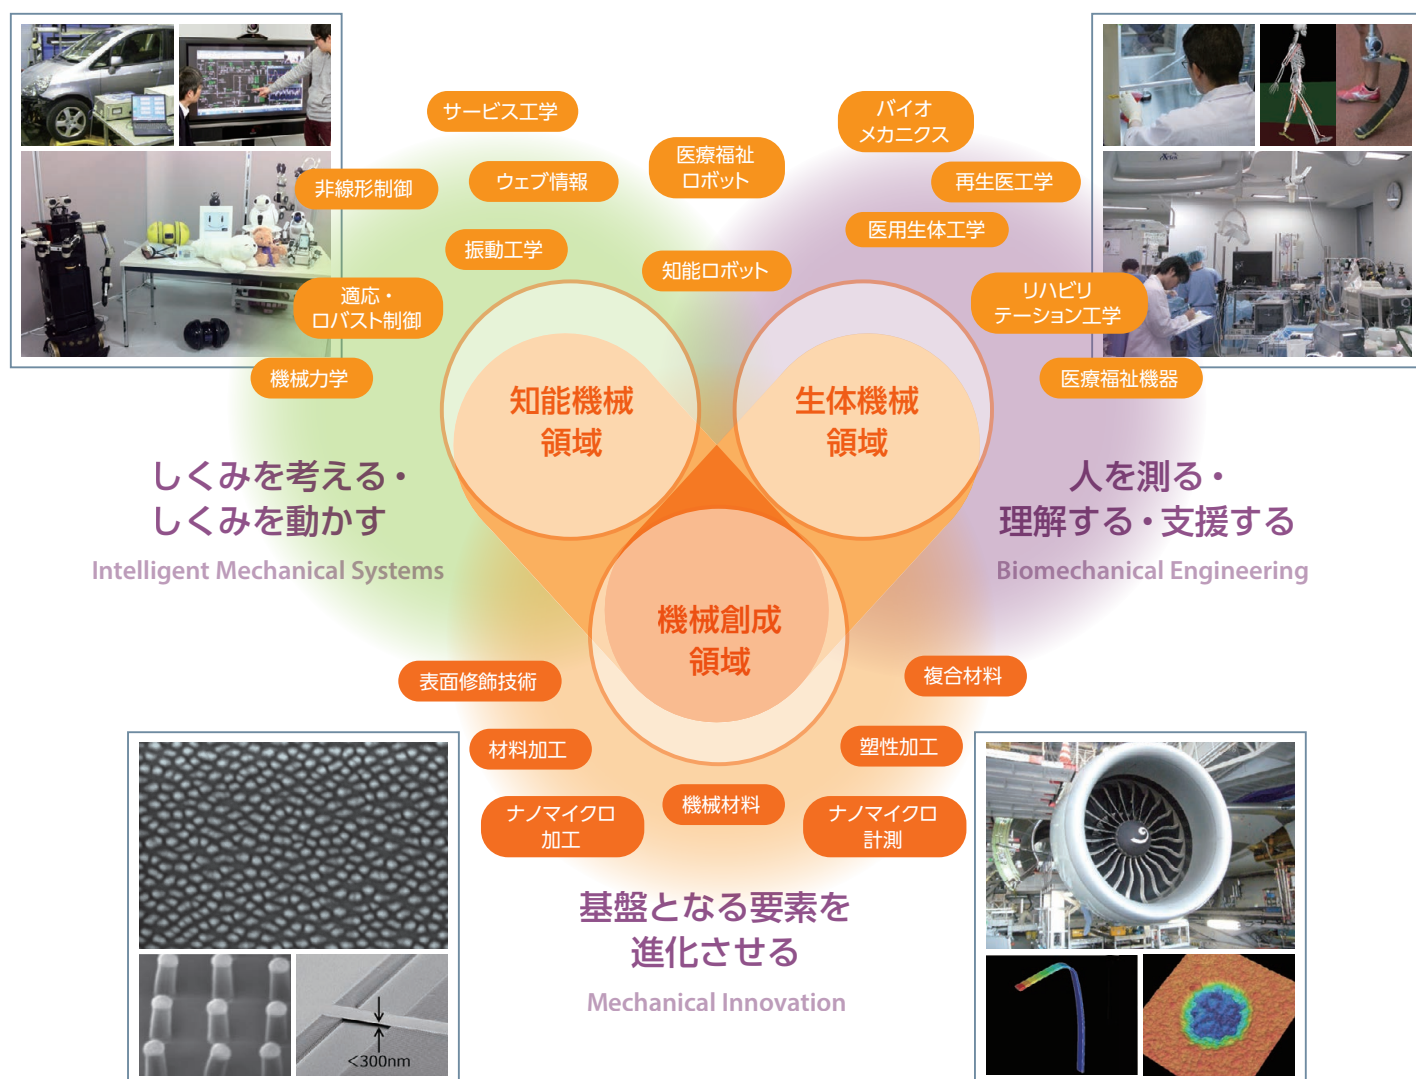 サービス工学
バイオ
メカニクス
医療福祉
ロボット
非線形制御
ウェブ情報
再生医工学
振動工学
医用生体工学
知能ロボット
適応・
ロバスト制御
リハビリ
テーション工学
機械力学
医療福祉機器
知能機械
領域
生体機械
領域
しくみを考える・
しくみを動かす
Intelligent Mechanical Systems
人を測る・
理解する・支援する
Biomechanical Engineering
機械創成
領域
表面修飾技術
複合材料
材料加工
塑性加工
ナノマイクロ
加工
機械材料
ナノマイクロ
計測
基盤となる要素を
進化させる
Mechanical Innovation
<300nm